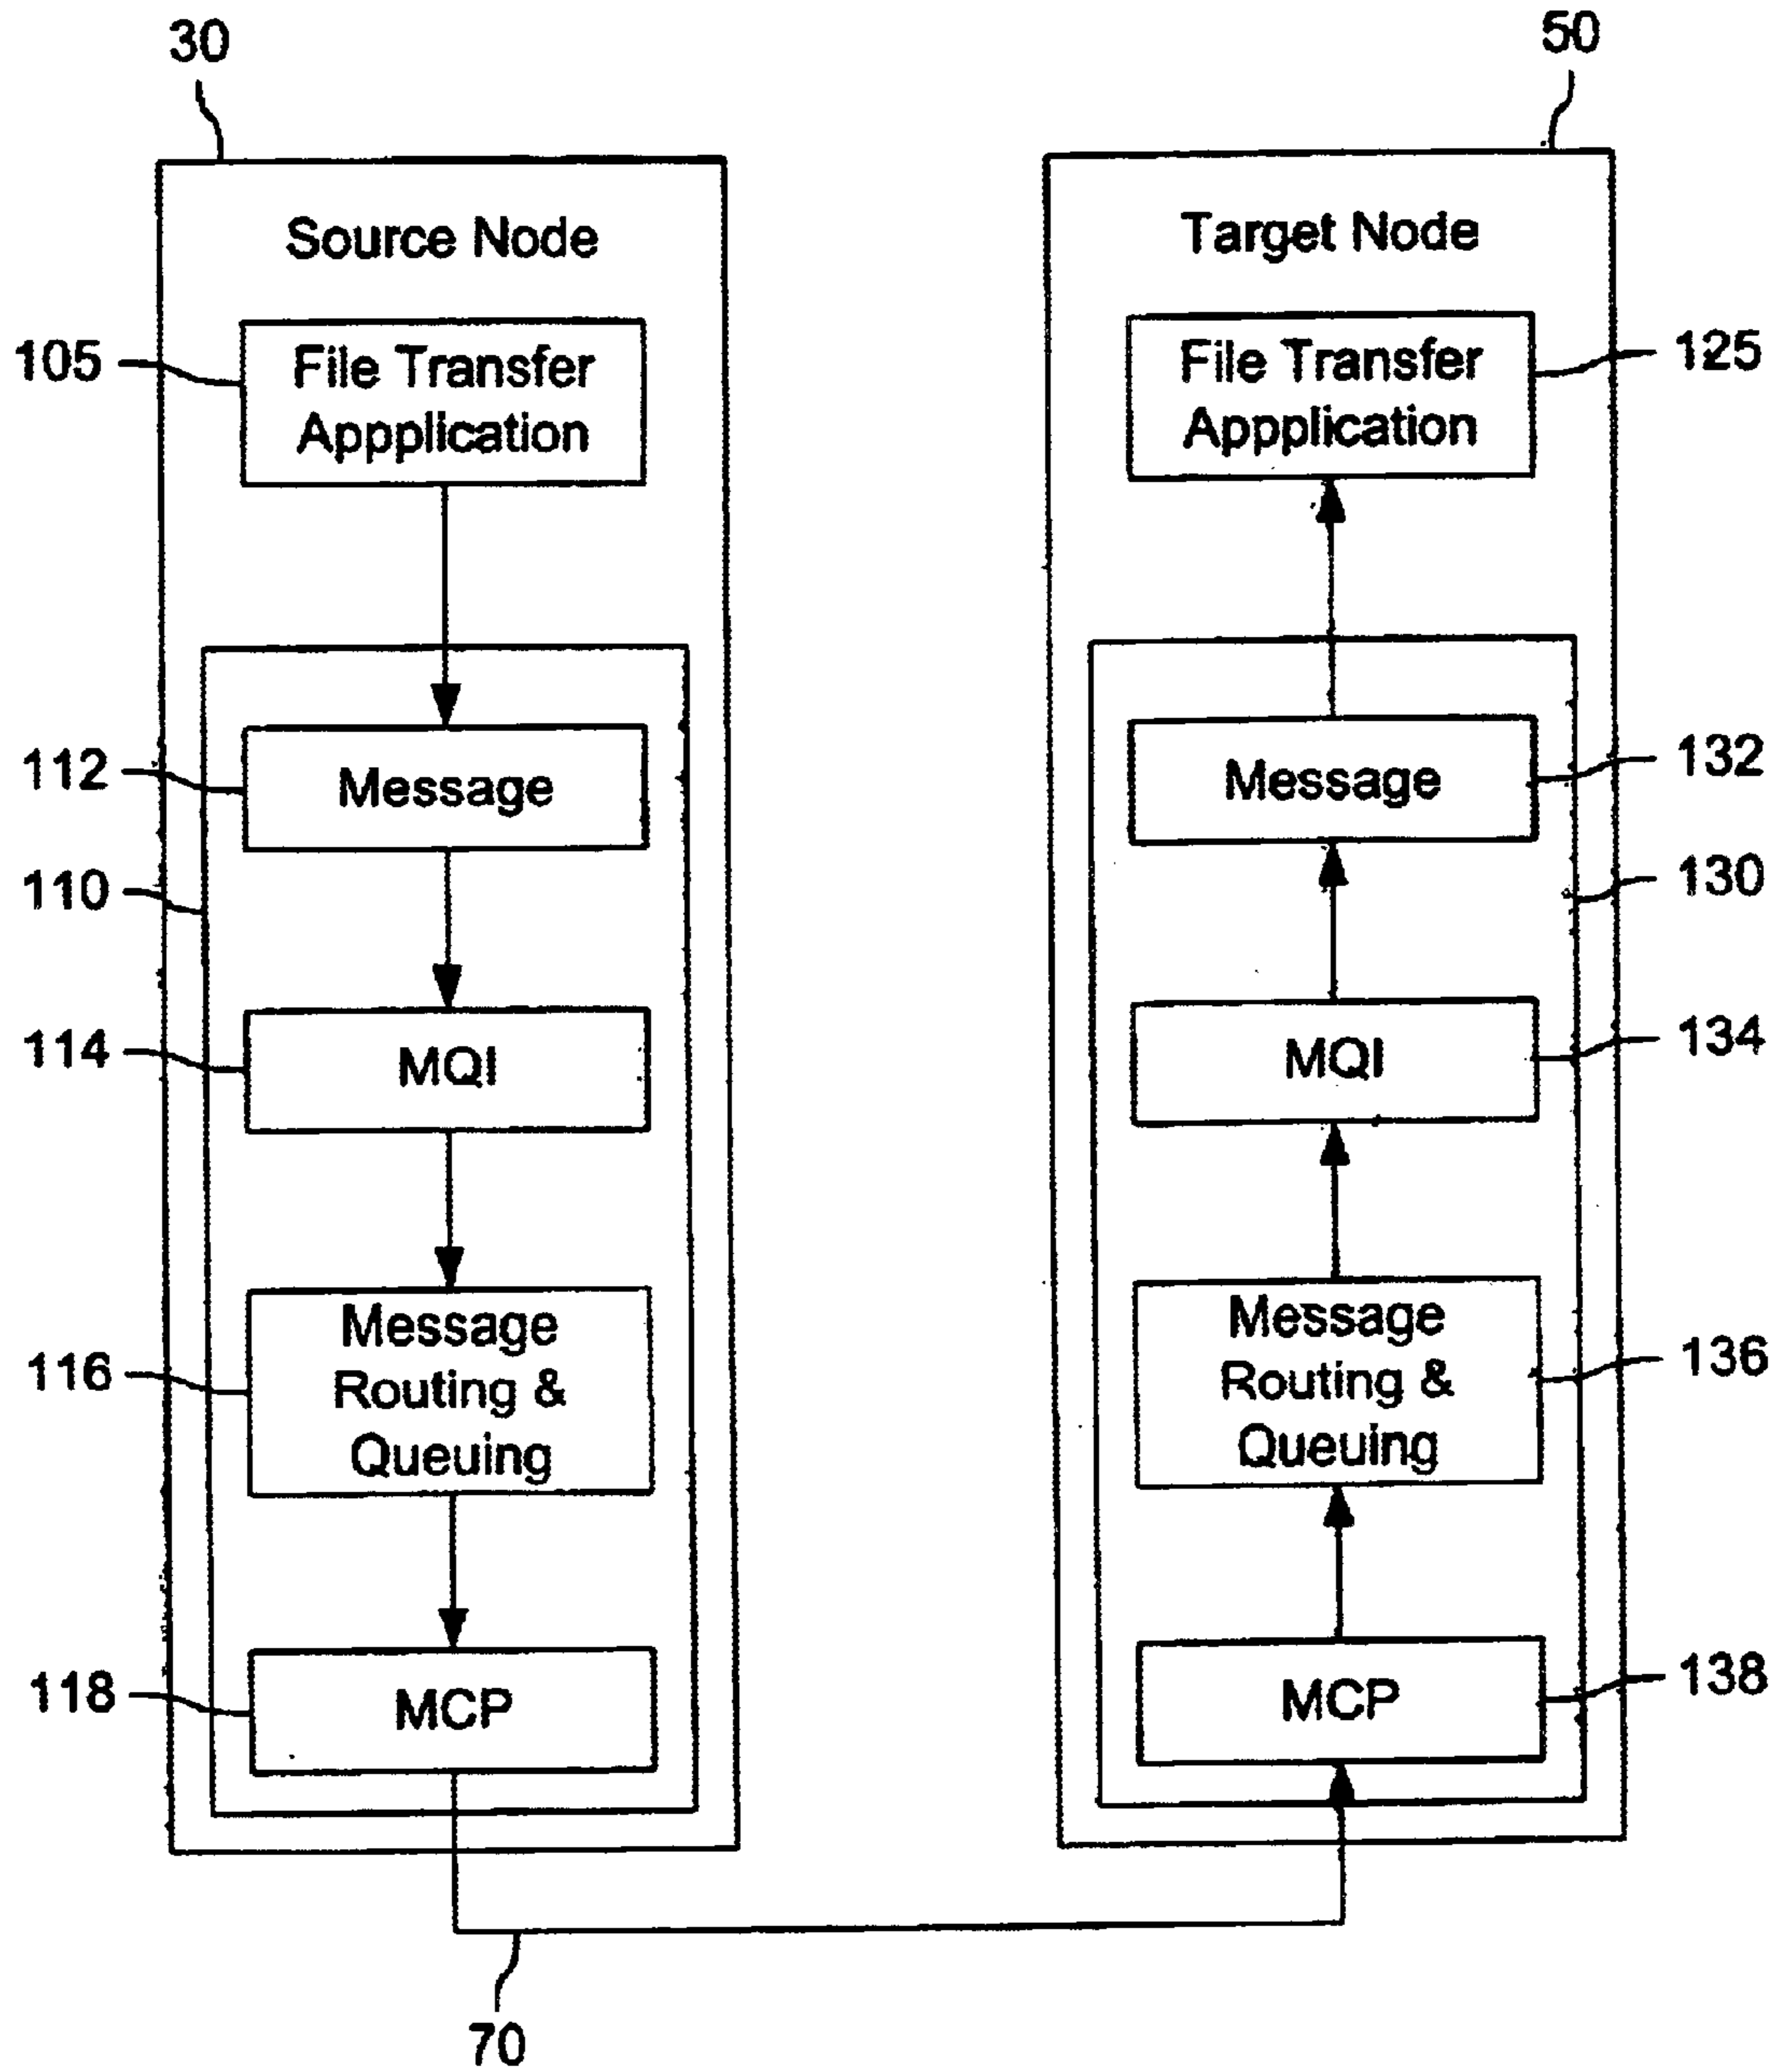 30
50
Source Node
Target Node
105
File Transfer
Appplication
File Transfer
Appplication
125
112
Message
Message
132
110
130
114
MQI
MQI
134
116
Message
Routing &
Queuing
Message
Routing &
Queuing
136
118
MCP
MCP
138
70